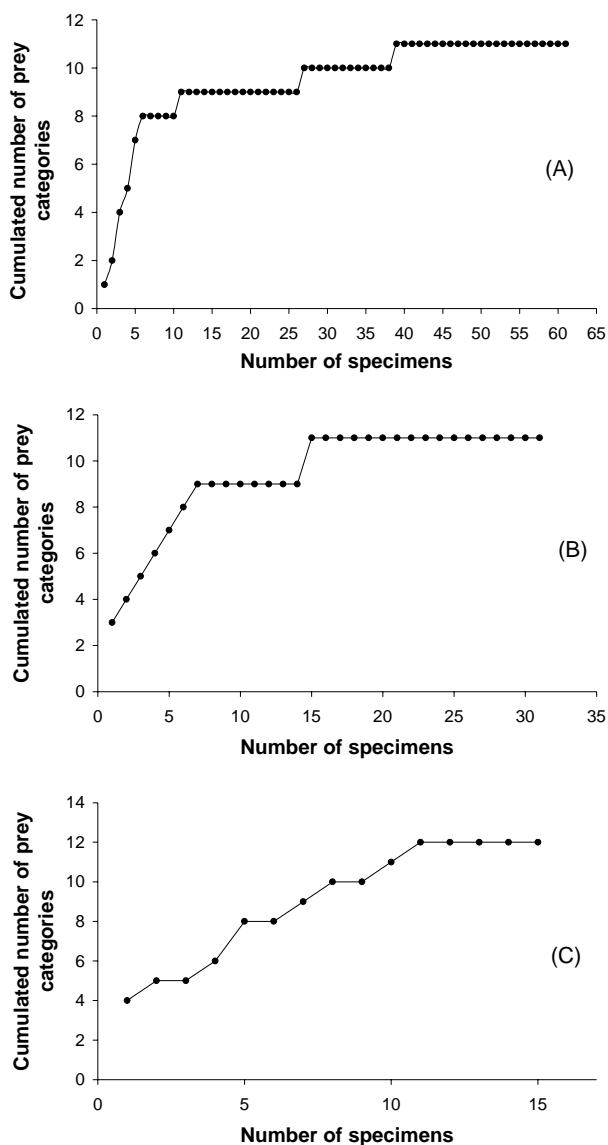 12
10
8
6
4
2
0
Cumulated number of prey
categories
(A)
0 5 10 15 20 25 30 35 40 45 50 55 60 65
Number of specimens
12
10
8
6
4
2
0
Cumulated number of prey
categories
(B)
0 5 10 15 20 25 30 35
Number of specimens
14
12
10
8
6
4
2
0
Cumulated number of prey
categories
(C)
0 5 10 15
Number of specimens